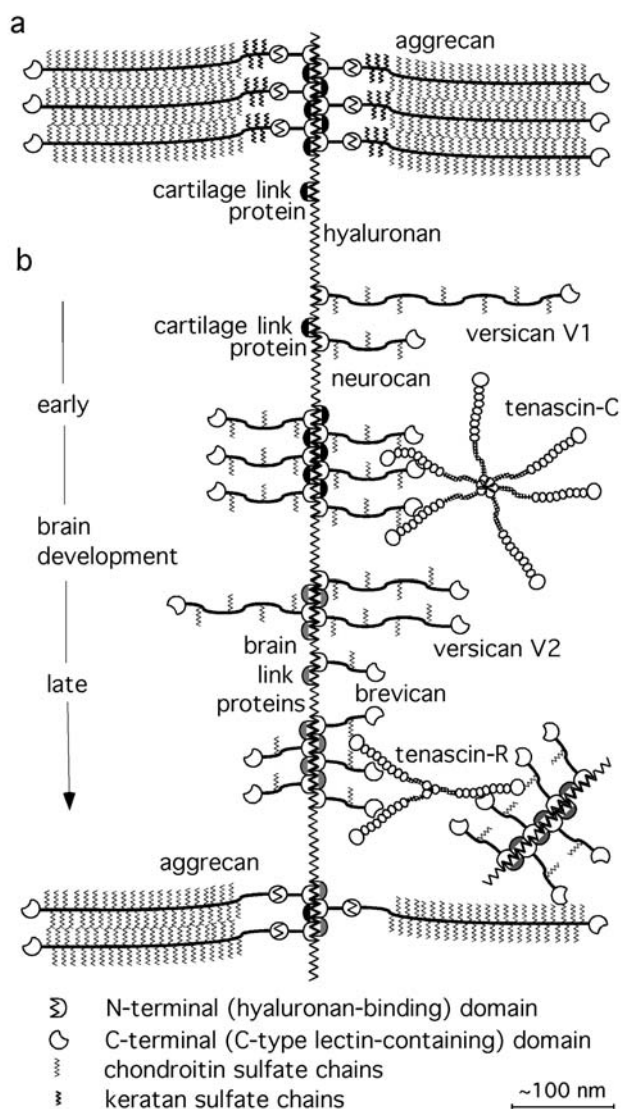 a
aggrecan
cartilage link
protein
hyaluronan
b
versican V1
cartilage link
protein
neurocan
early
tenascin-C
brain
development
versican V2
brain
link
proteins
late
brevican
tenascin-R
aggrecan
N-terminal (hyaluronan-binding) domain
C-terminal (C-type lectin-containing) domain
chondroitin sulfate chains
keratan sulfate chains
~100 nm